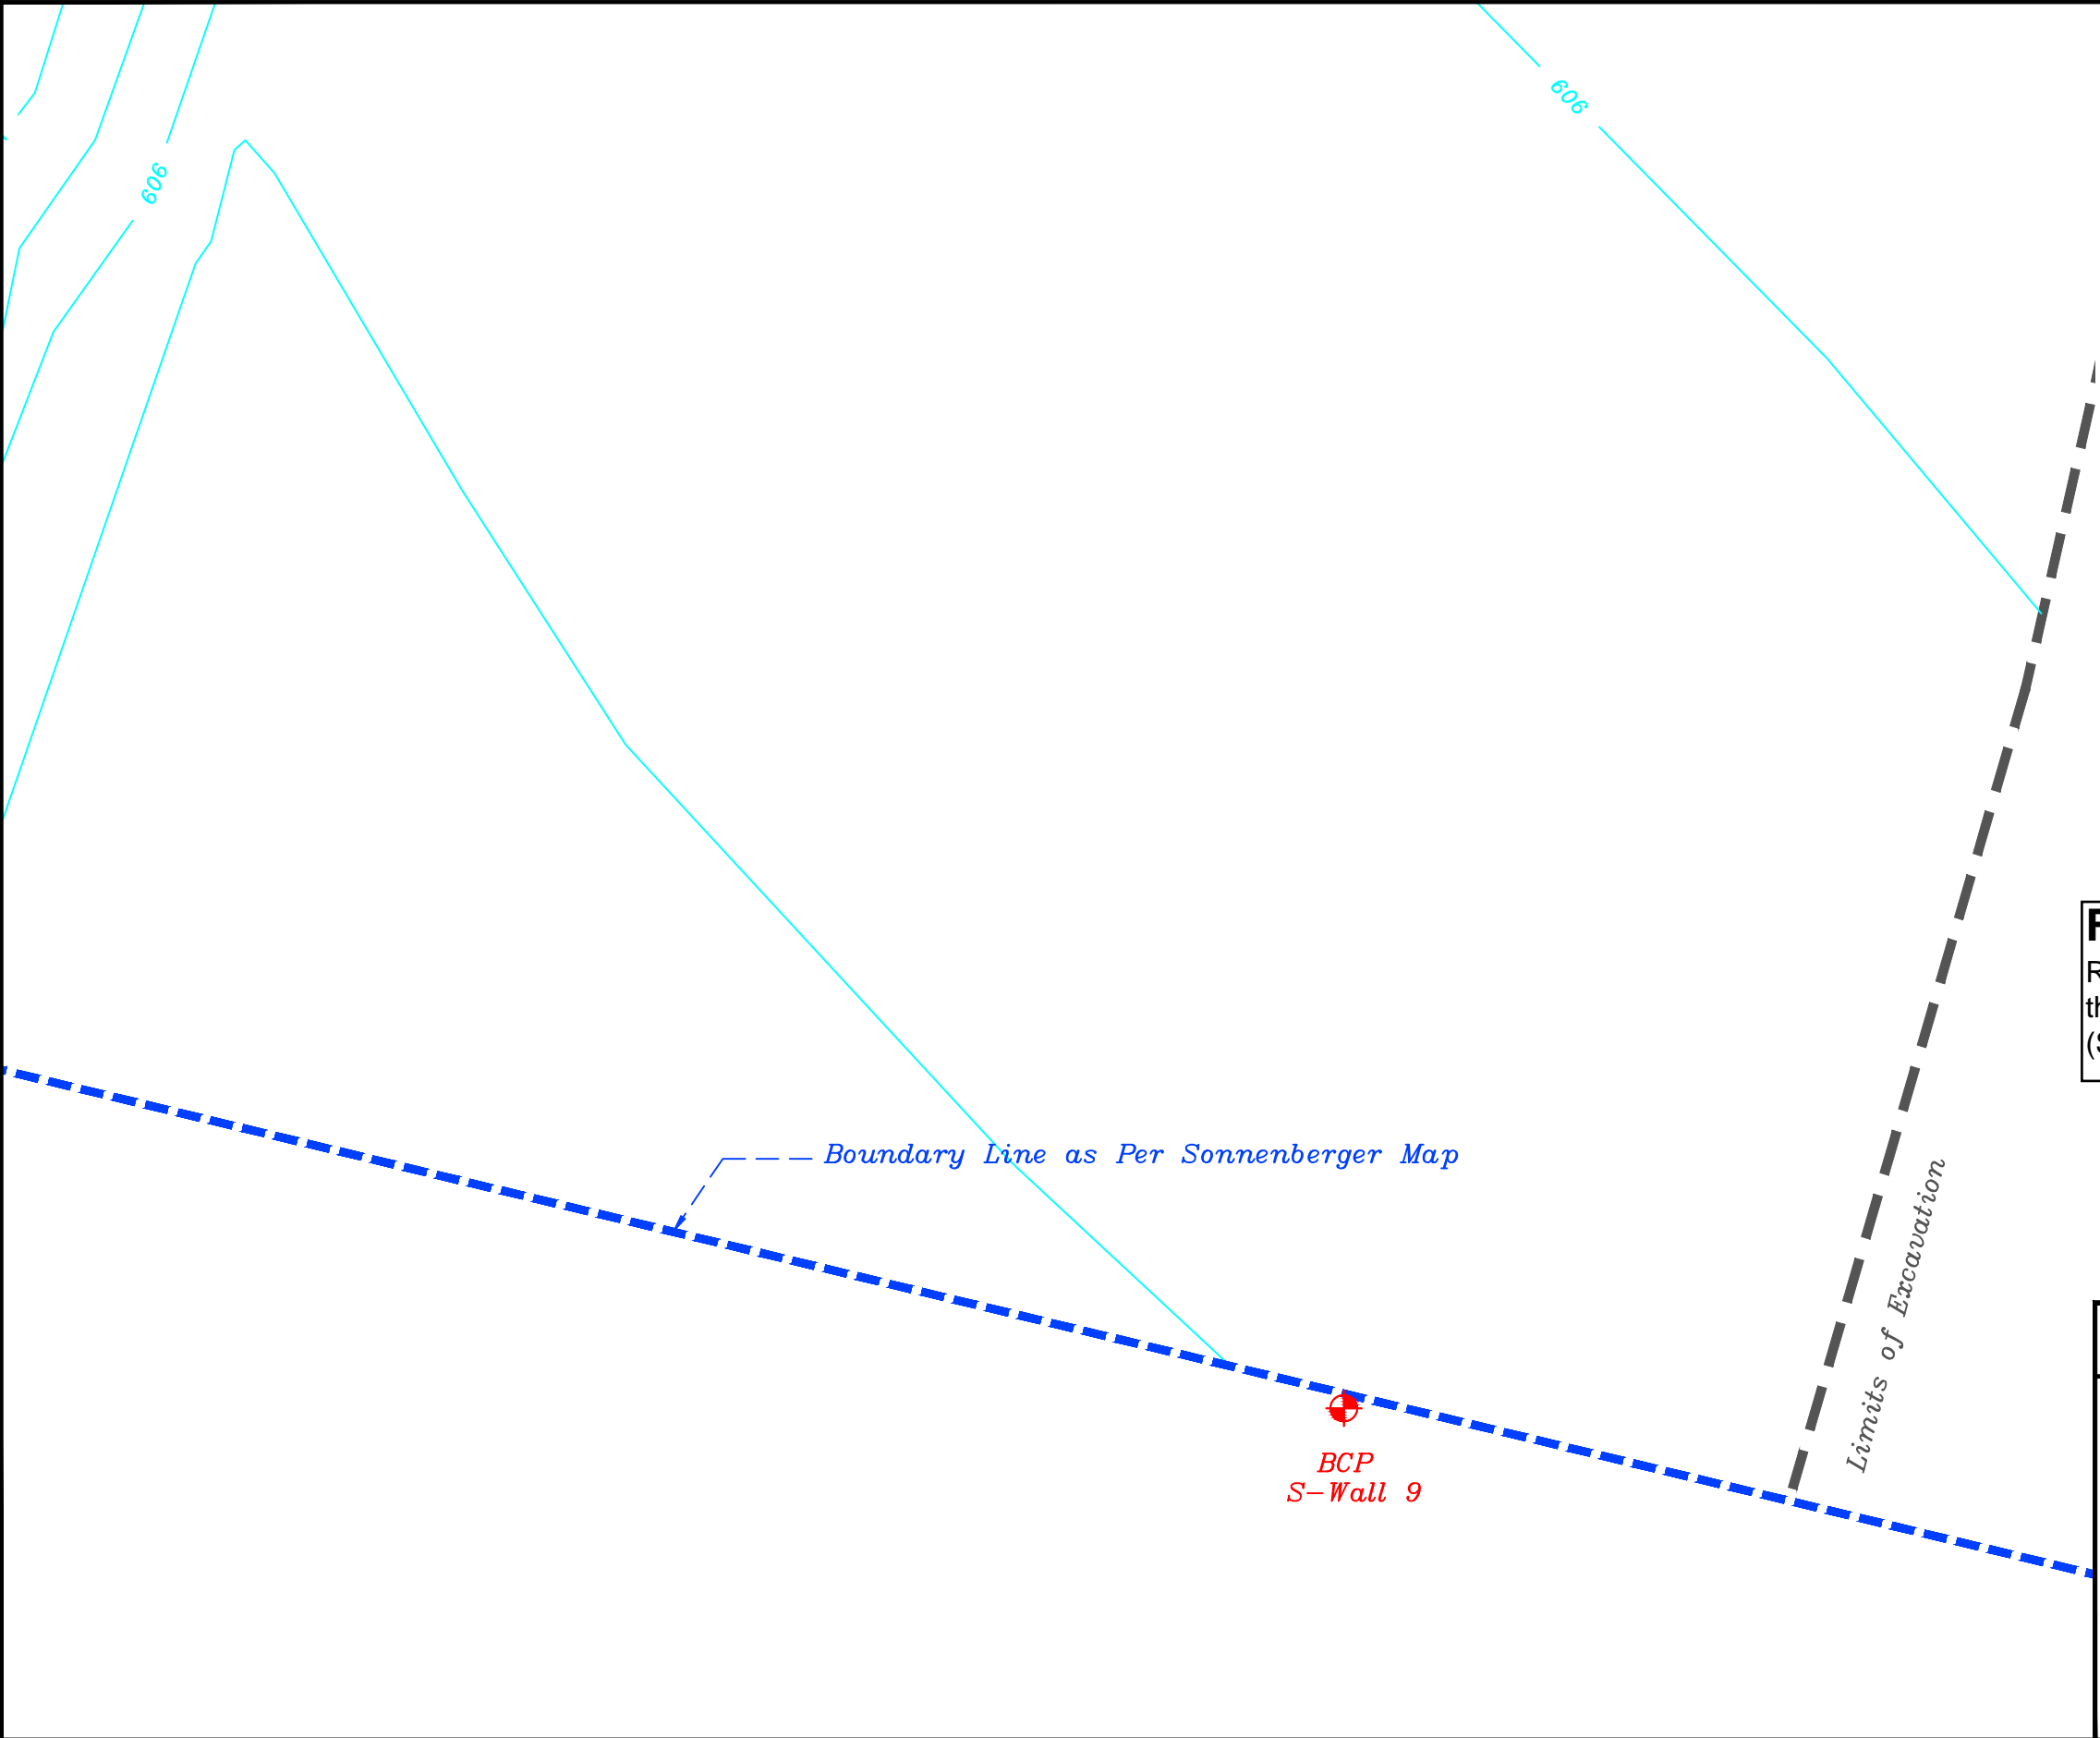 606
606
Boundary Line as Per Sonnenberger Map
Limits of Excavation
BCP
S-Wall 9